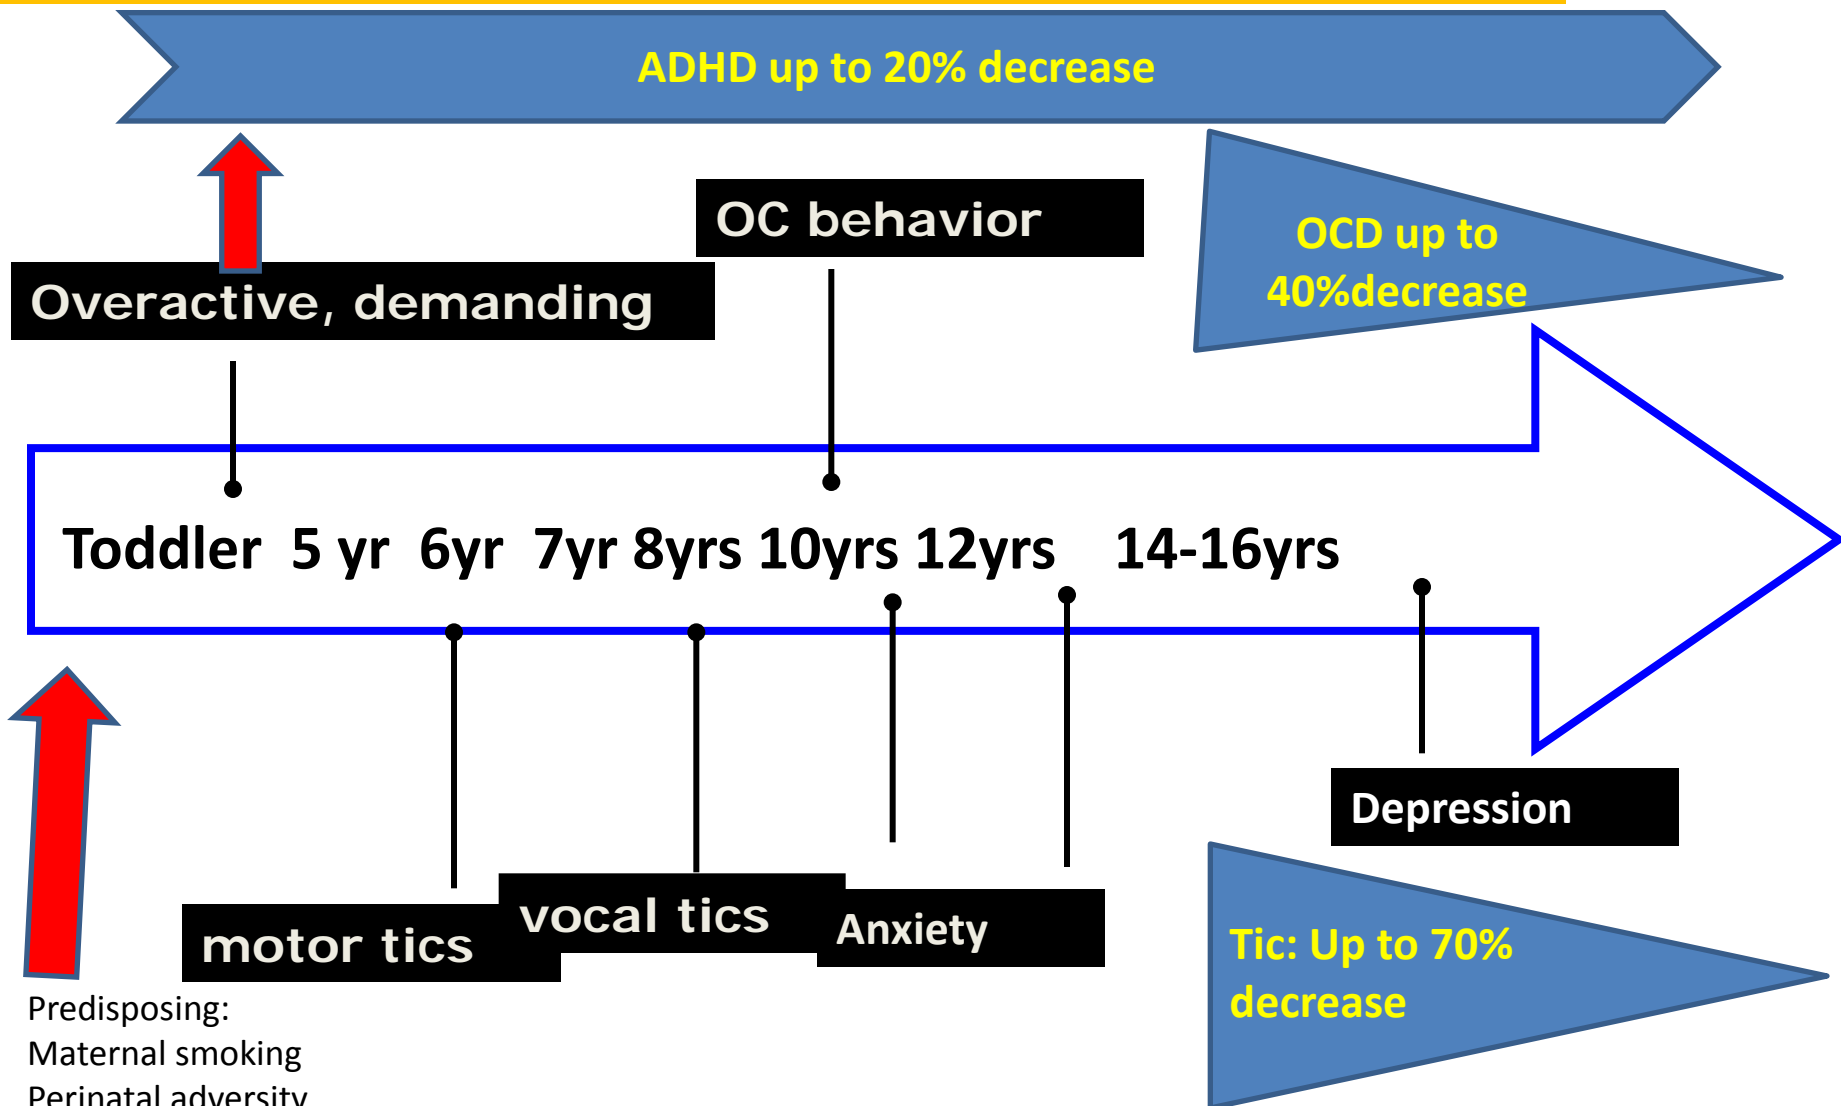 ADHD up to 20% decrease
OC behavior
OCD up to
40%decrease
Overactive, demanding
Toddler 5 yr 6yr 7yr 8yrs 10yrs 12yrs 14-16yrs
Depression
vocal tics
Anxiety
motor tics
Tic: Up to 70%
decrease
Predisposing:
Maternal smoking
Perinatal adversity